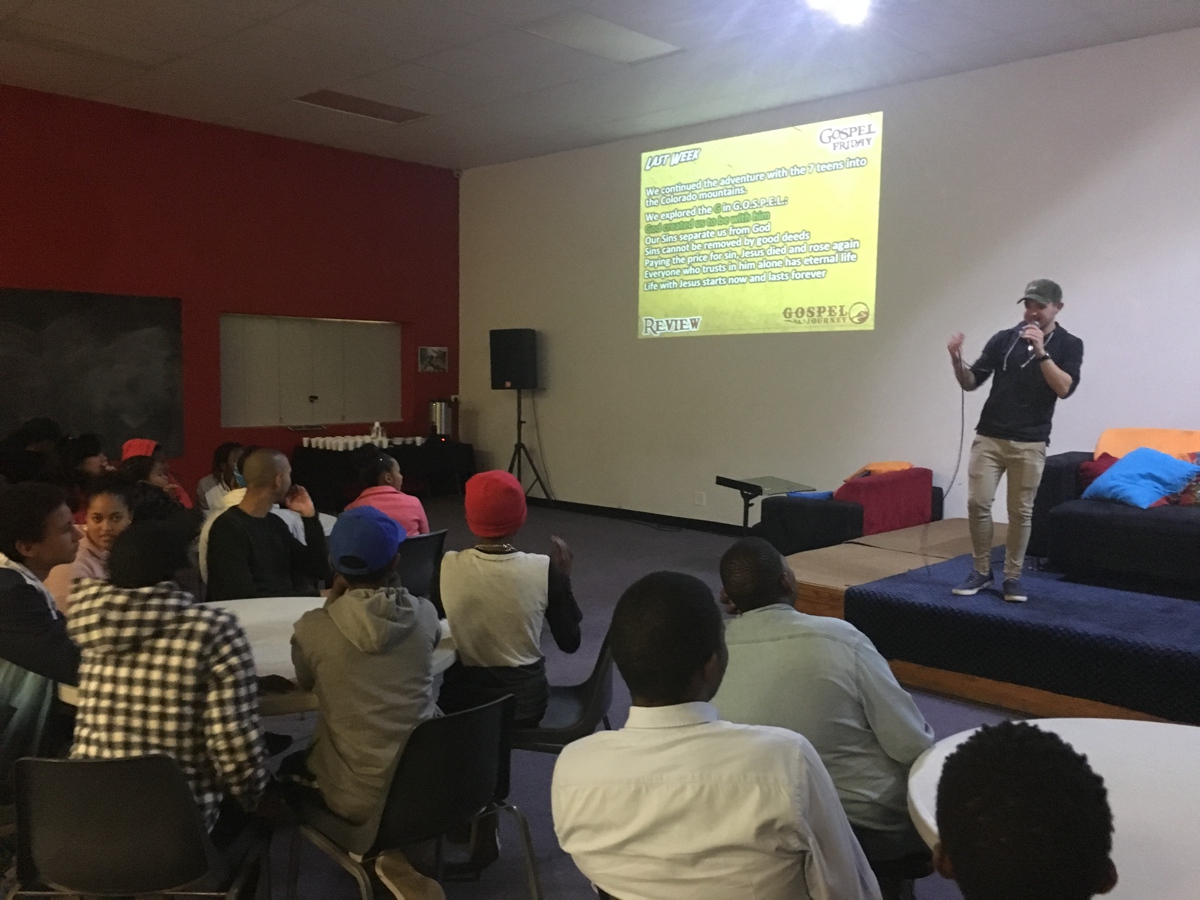 LAST WEEK
GOSPEL
FRIDAY
We continued the adventure with the 7 teens into
the Colorado mountains.
We explored the G in G.O.S.P.E.L.:
God created us to be with him
Our Sins separate us from God
Sins cannot be removed by good deeds
Paying the price for sin, Jesus died and rose again
Everyone who trusts in him alone has eternal life
Life with Jesus starts now and lasts forever
REVIEW
GOSPEL
JOURNEY